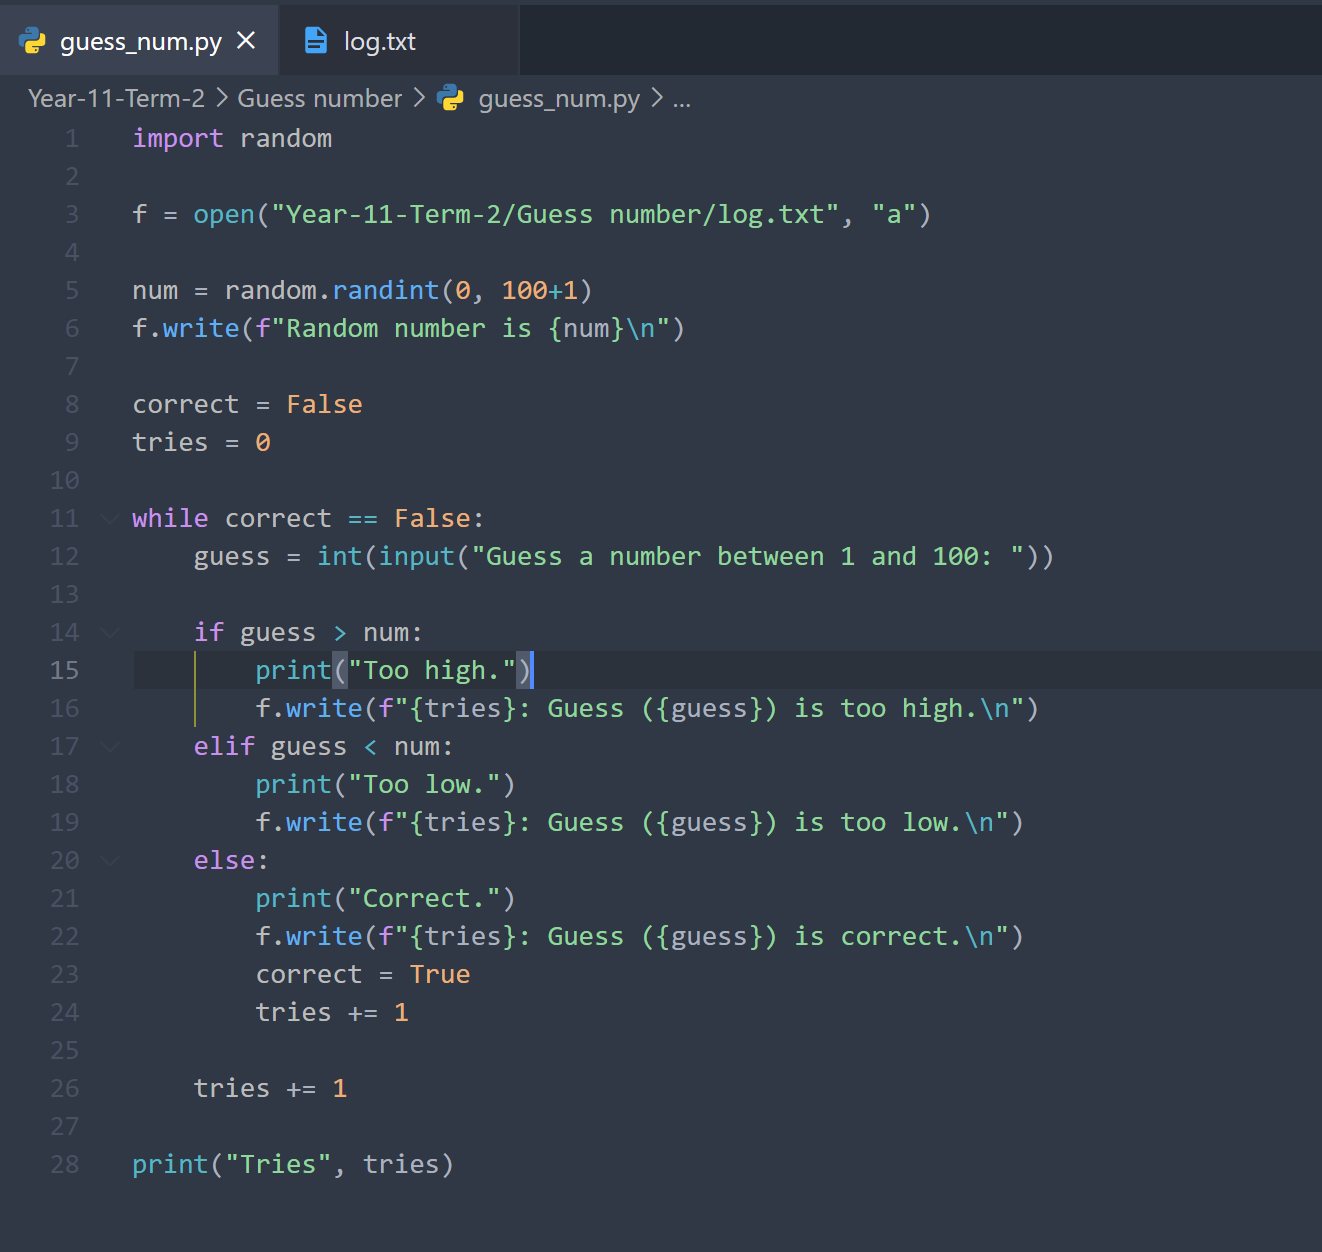 guess_num.py × log.txt
Year-11-Term-2 > Guess number > guess_num.py > ...
1 import random
2
3 f = open("Year-11-Term-2/Guess number/log.txt", "a")
4
5 num = random.randint(0, 100+1)
6 f.write(f"Random number is {num}\n")
7
8 correct = False
9 tries = 0
10
11 while correct == False:
12     guess = int(input("Guess a number between 1 and 100: "))
13
14     if guess > num:
15         print("Too high.")
16         f.write(f"{tries}: Guess ({guess}) is too high.\n")
17     elif guess < num:
18         print("Too low.")
19         f.write(f"{tries}: Guess ({guess}) is too low.\n")
20     else:
21         print("Correct.")
22         f.write(f"{tries}: Guess ({guess}) is correct.\n")
23         correct = True
24         tries += 1
25
26     tries += 1
27
28 print("Tries", tries)